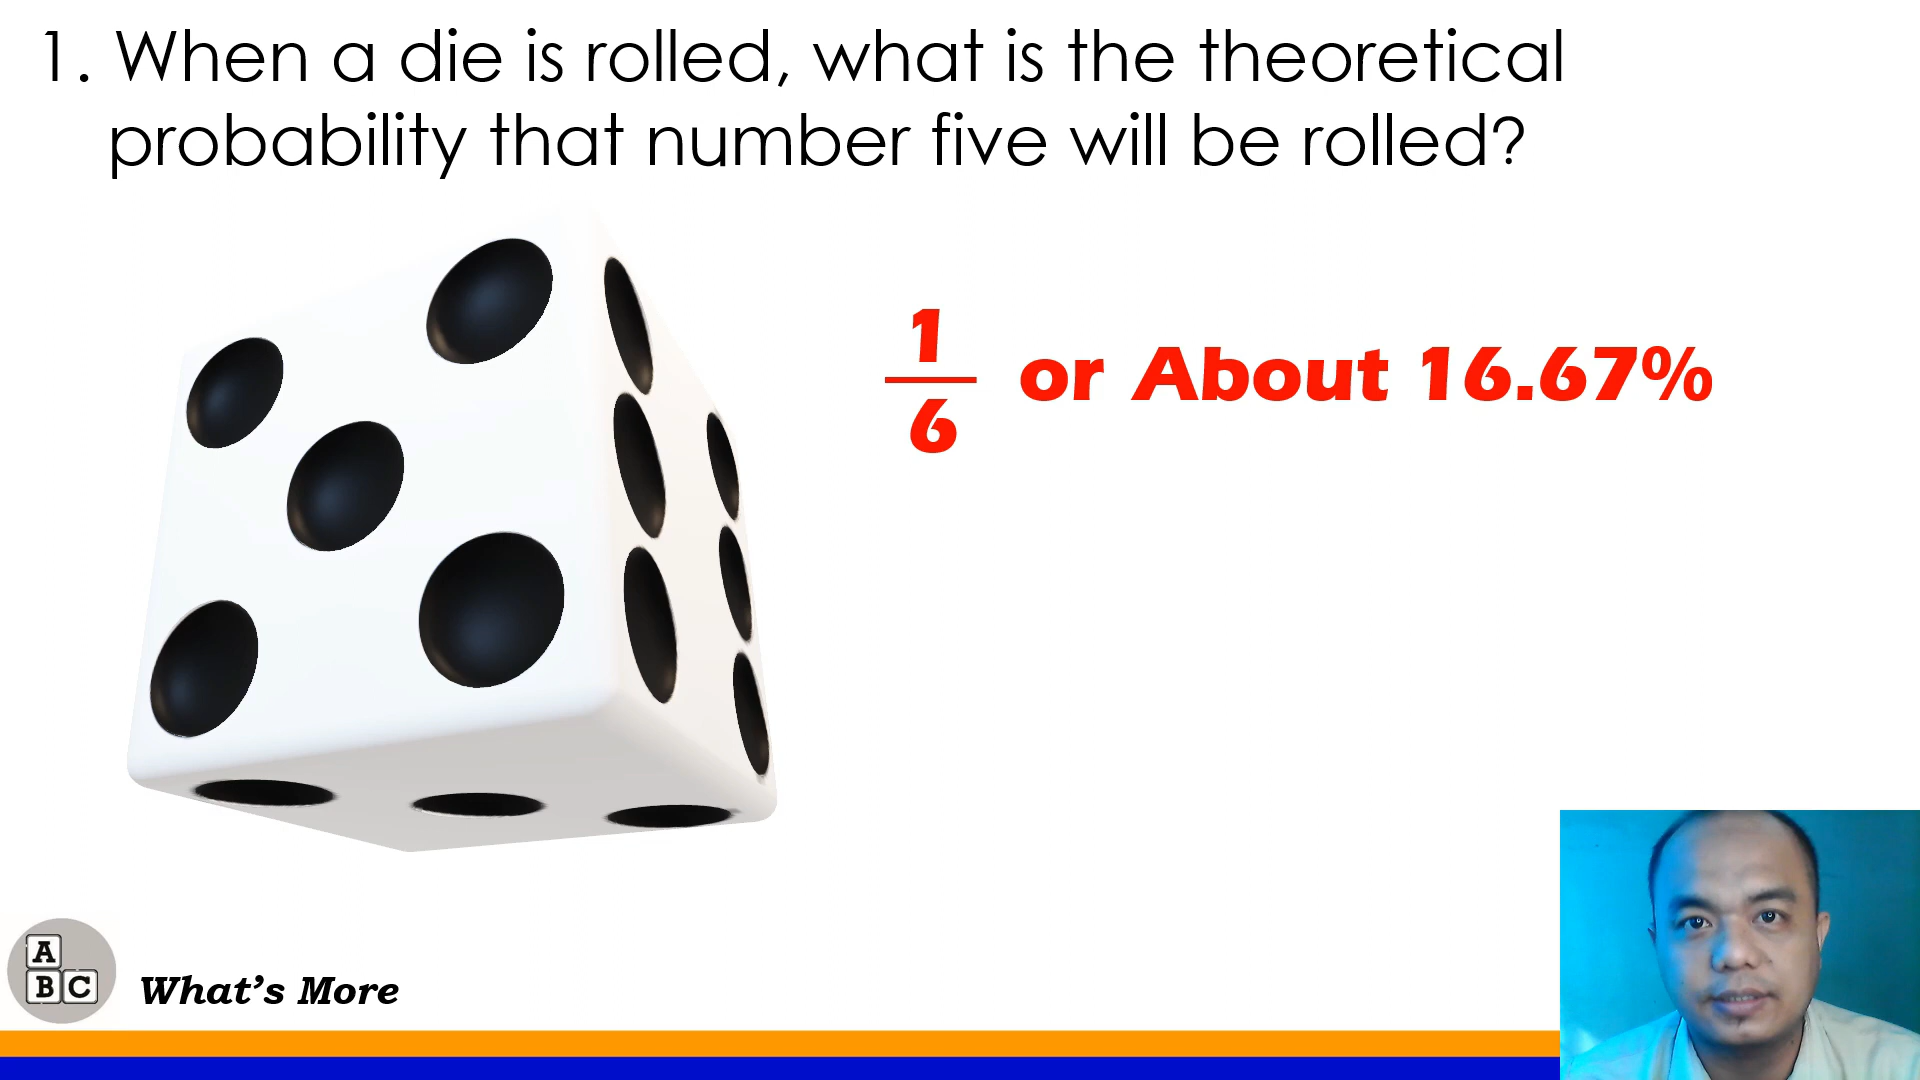 1. When a die is rolled, what is the theoretical
probability that number five will be rolled?
1
6
or About 16.67%
A
B C
What's More